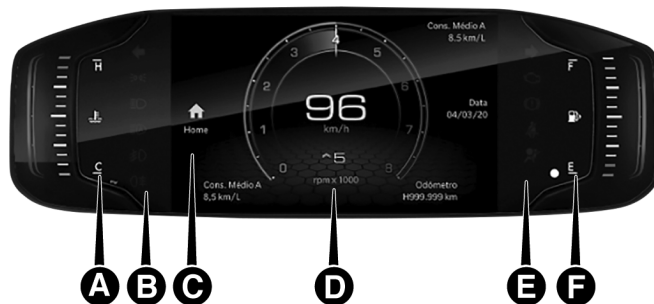 Cons. Médio A
8.5 km/L
H
F
3
4
5
2
6
96
km/h
Data
04/03/20
Home
1
7
C
E
0
^5
8
rpm x 1000
Cons. Médio A
8,5 km/L
Odómetro
H999.999 km
A
B
C
D
E
F